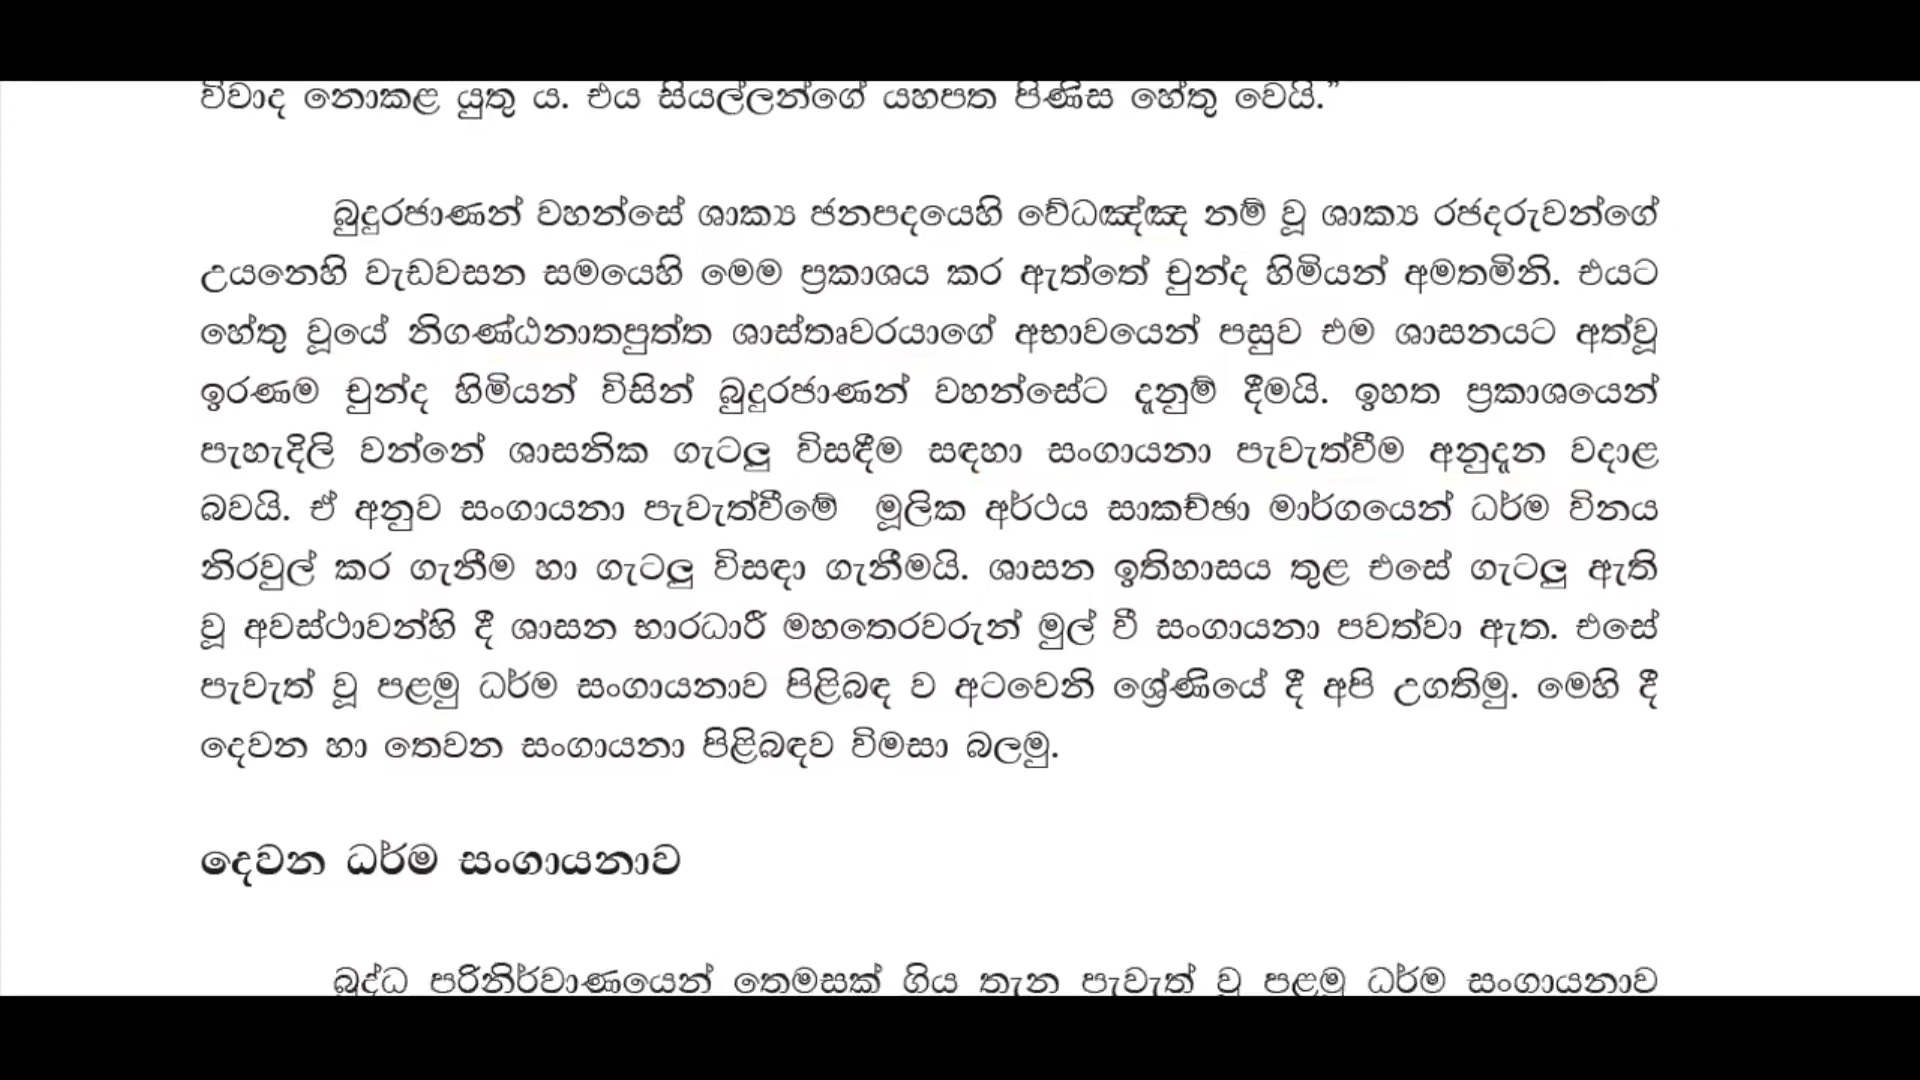 විවාද නොකළ යුතු ය. එය සියල්ලන්ගේ යහපත පිණිස හේතු වෙයි.”
බුදුරජාණන් වහන්සේ ශාක්‍ය ජනපදයෙහි වේධඤ්ඤ නම් වූ ශාක්‍ය රජදරුවන්ගේ
උයනෙහි වැඩවසන සමයෙහි මෙම ප්‍රකාශය කර ඇත්තේ චුන්ද හිමියන් අමතමිනි. එයට
හේතු වූයේ නිගණ්ඨනාතපුත්ත ශාස්තෘවරයාගේ අභාවයෙන් පසුව එම ශාසනයට අත්වූ
ඉරණම චුන්ද හිමියන් විසින් බුදුරජාණන් වහන්සේට දැනුම් දීමයි. ඉහත ප්‍රකාශයෙන්
පැහැදිලි වන්නේ ශාසනික ගැටලු විසඳීම සඳහා සංගායනා පැවැත්වීම අනුදැන වදාළ
බවයි. ඒ අනුව සංගායනා පැවැත්වීමේ මූලික අර්ථය සාකච්ඡා මාර්ගයෙන් ධර්ම විනය
නිරවුල් කර ගැනීම හා ගැටලු විසඳා ගැනීමයි. ශාසන ඉතිහාසය තුළ එසේ ගැටලු ඇති
වූ අවස්ථාවන්හි දී ශාසන භාරධාරී මහතෙරවරුන් මුල් වී සංගායනා පවත්වා ඇත. එසේ
පැවැත් වූ පළමු ධර්ම සංගායනාව පිළිබඳ ව අටවෙනි ශ්‍රේණියේ දී අපි උගතිමු. මෙහි දී
දෙවන හා තෙවන සංගායනා පිළිබඳව විමසා බලමු.
දෙවන ධර්ම සංගායනාව
බුද්ධ පරිනිර්වාණයෙන් තෙමසක් ගිය තැන පැවැත් වූ පළමු ධර්ම සංගායනාව